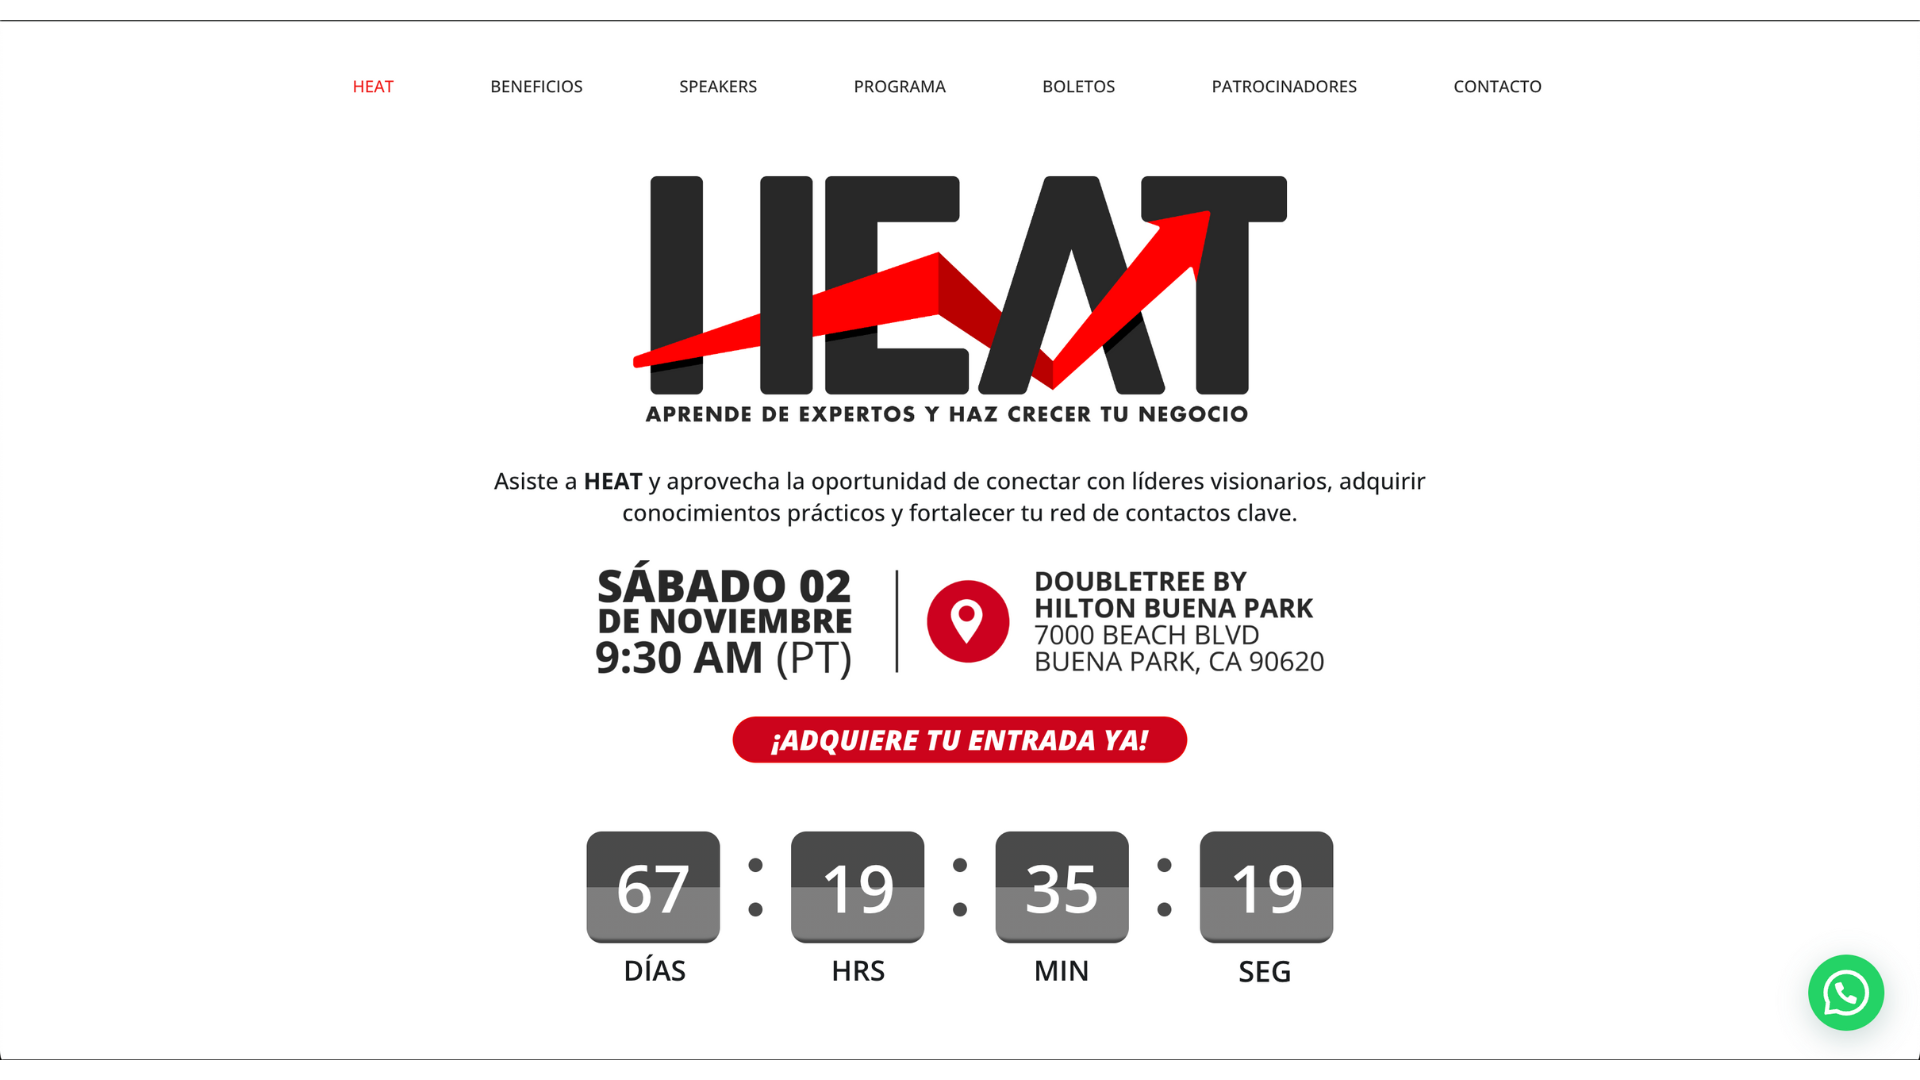 HEAT BENEFICIOS SPEAKERS PROGRAMA BOLETOS PATROCINADORES CONTACTO
HEAT
APRENDE DE EXPERTOS Y HAZ CRECER TU NEGOCIO
Asiste a HEAT y aprovecha la oportunidad de conectar con líderes visionarios, adquirir
conocimientos prácticos y fortalecer tu red de contactos clave.
SÁBADO 02
DE NOVIEMBRE
9:30 AM (PT)
DOUBLETREE BY
HILTON BUENA PARK
7000 BEACH BLVD
BUENA PARK, CA 90620
¡ADQUIERE TU ENTRADA YA!
67 : 19 : 35 : 19
DÍAS HRS MIN SEG